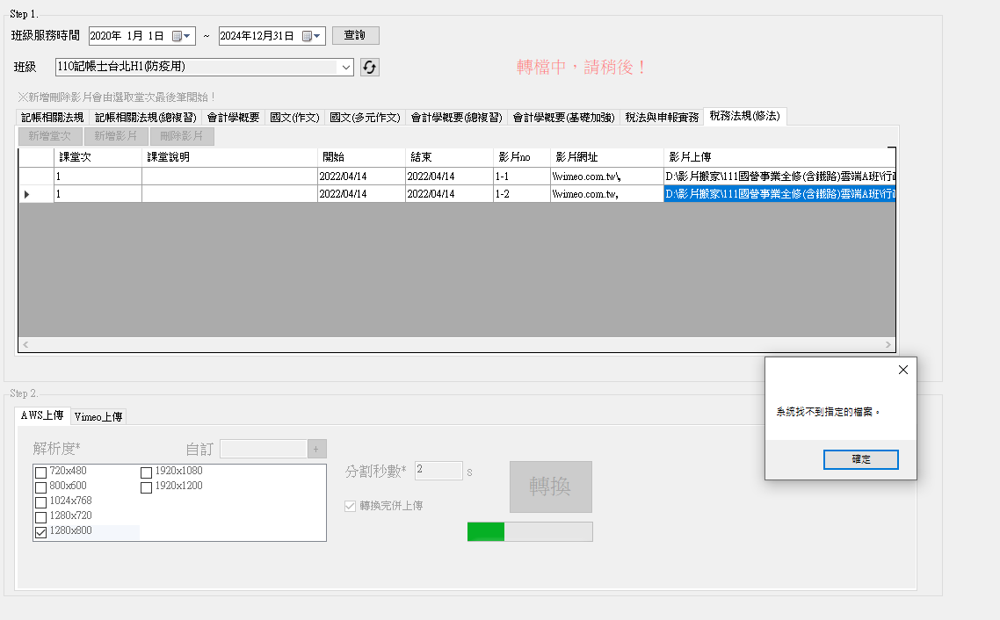 Step 1.
班級服務時間 2020年 1月 1日 ~ 2024年12月31日 查詢
班級 110記帳士台北H1(防疫用)
轉檔中，請稍後！
※新增刪除影片會由選取堂次最後筆開始！
記帳相關法規 記帳相關法規(總複習) 會計學概要 國文(作文) 國文(多元作文) 會計學概要(總複習) 會計學概要(基礎加強) 稅法與申報實務 稅務法規(修法)
新增堂次 新增影片 刪除影片
課堂次 課堂說明 開始 結束 影片no 影片網址 影片上傳
1 2022/04/14 2022/04/14 1-1 \\wimeo.com.tw\, D:\影片搬家\111國營事業全修(含鐵路)雲端A班\行
1 2022/04/14 2022/04/14 1-2 \\wimeo.com.tw, D:\影片搬家\111國營事業全修(含鐵路)雲端A班\行
系統找不到指定的檔案。
確定
Step 2.
AWS上傳 Vimeo上傳
解析度* 自訂 +
720x480 1920x1080
800x600 1920x1200
1024x768
1280x720
1280x800
分割秒數* 2 s
轉換完併上傳
轉換